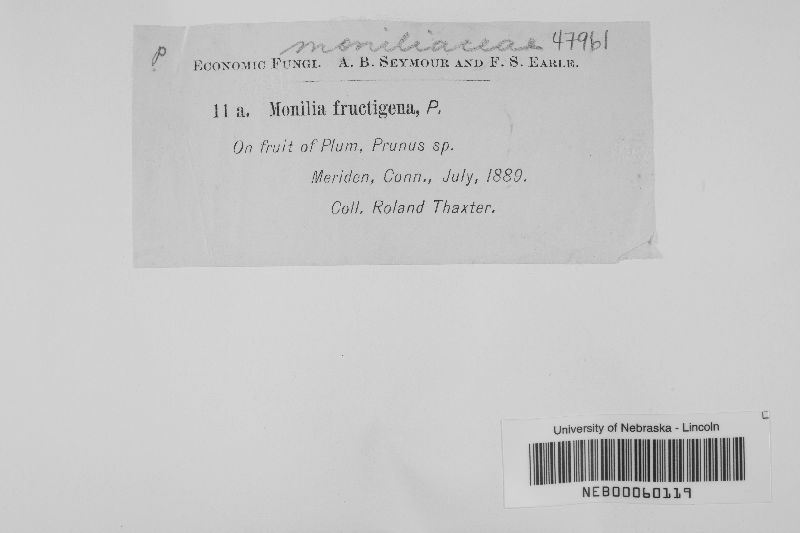 moniliaceae 47961
P
ECONOMIC FUNGI. A. B. SEYMOUR AND F. S. EARLE.
11 a. Monilia fructigena, P.
On fruit of Plum, Prunus sp.
Meriden, Conn., July, 1889.
Coll. Roland Thaxter.
University of Nebraska - Lincoln
NEB00060119